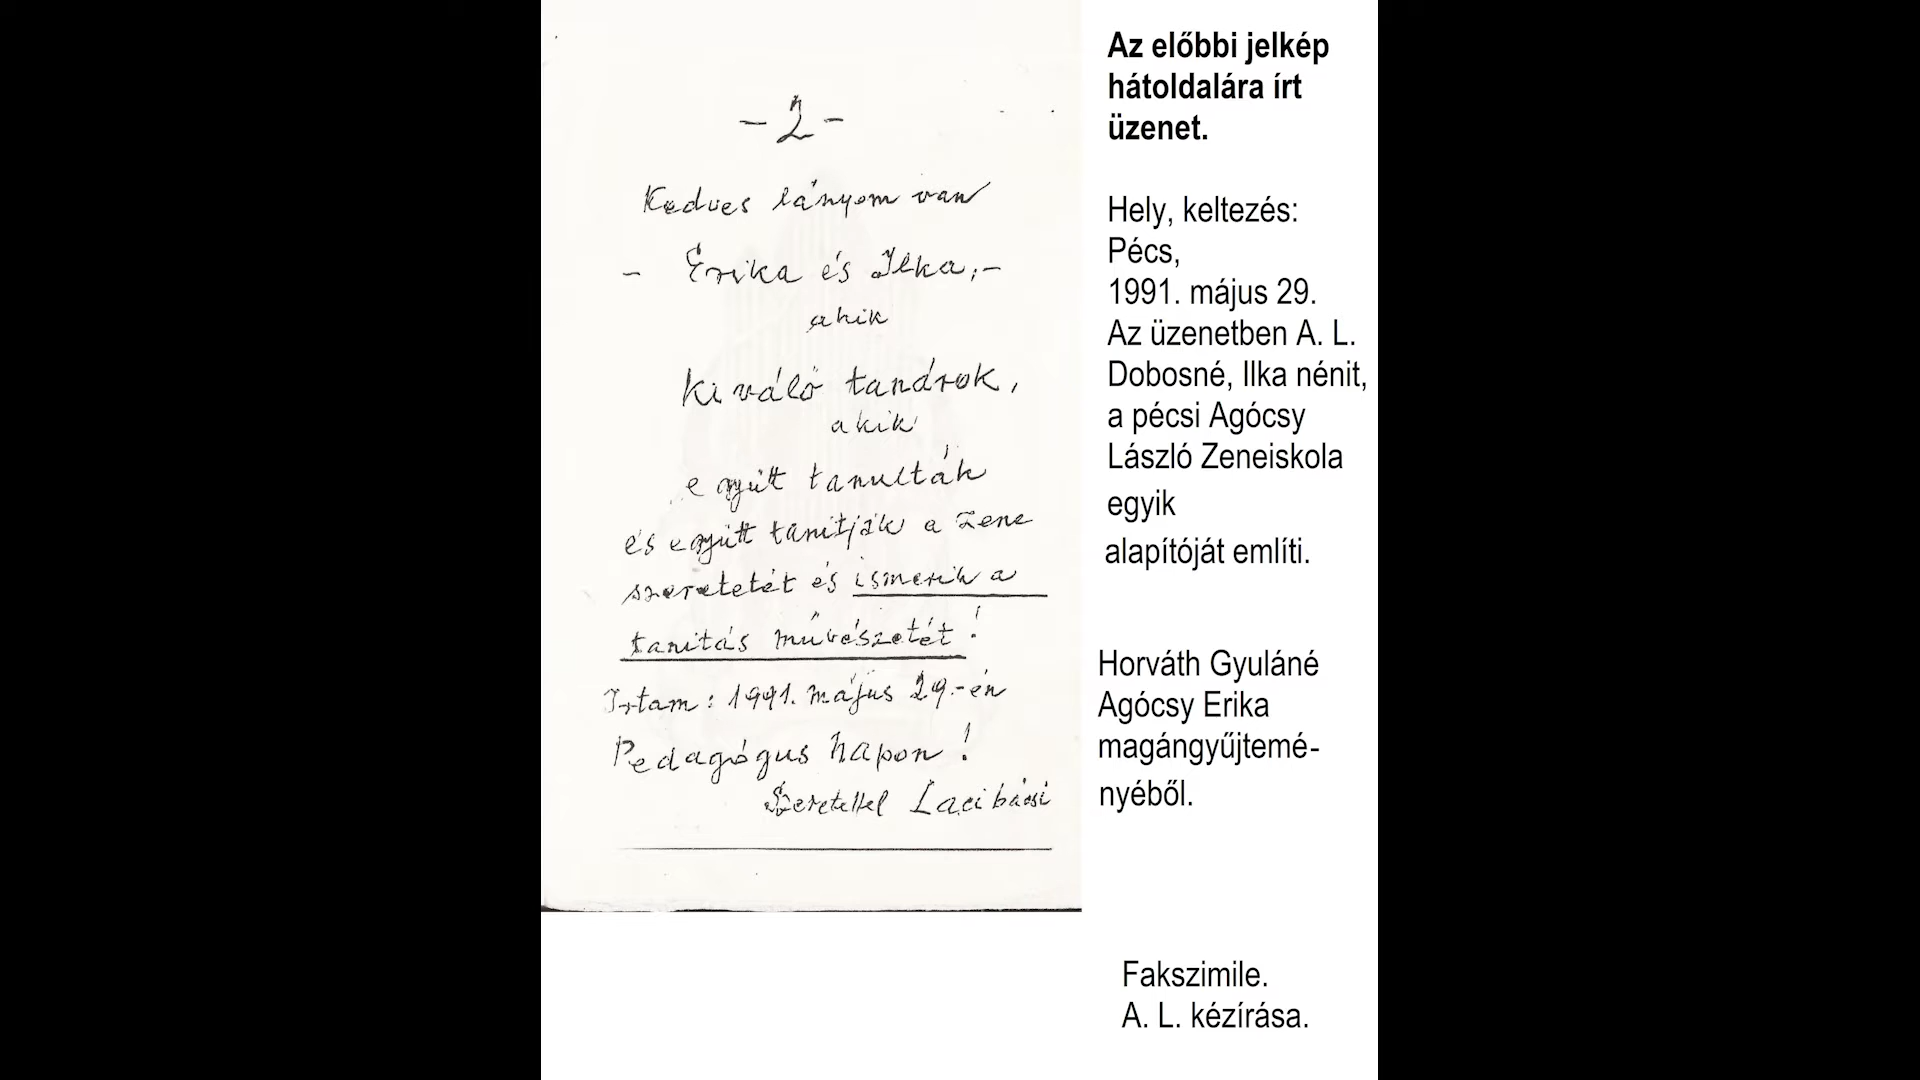 - 2 -
Kedves lányom van
- Erika és Ilka, -
akik
Kiváló tanárok,
akik
együtt tanulták
és együtt tanitják a zene
szeretetét és ismerik a
tanitás művészetét!
Irtam: 1991. május 29.-én
Pedagógus napon!
Szeretettel Laci bácsi
Az előbbi jelkép
hátoldalára írt
üzenet.
Hely, keltezés:
Pécs,
1991. május 29.
Az üzenetben A. L.
Dobosné, Ilka nénit,
a pécsi Agócsy
László Zeneiskola
egyik
alapítóját említi.
Horváth Gyuláné
Agócsy Erika
magángyűjtemé-
nyéből.
Fakszimile.
A. L. kézírása.